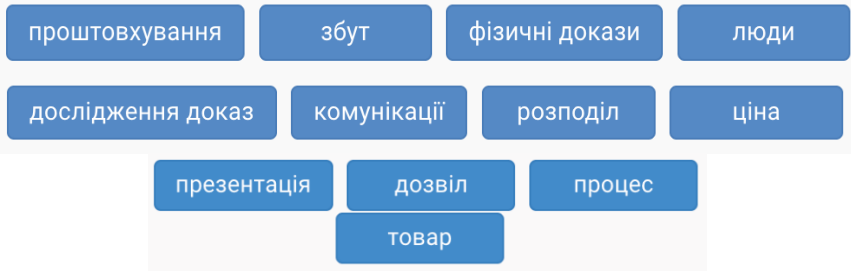 проштовхування збут фізичні докази люди
дослідження доказ комунікації розподіл ціна
презентація дозвіл процес
товар